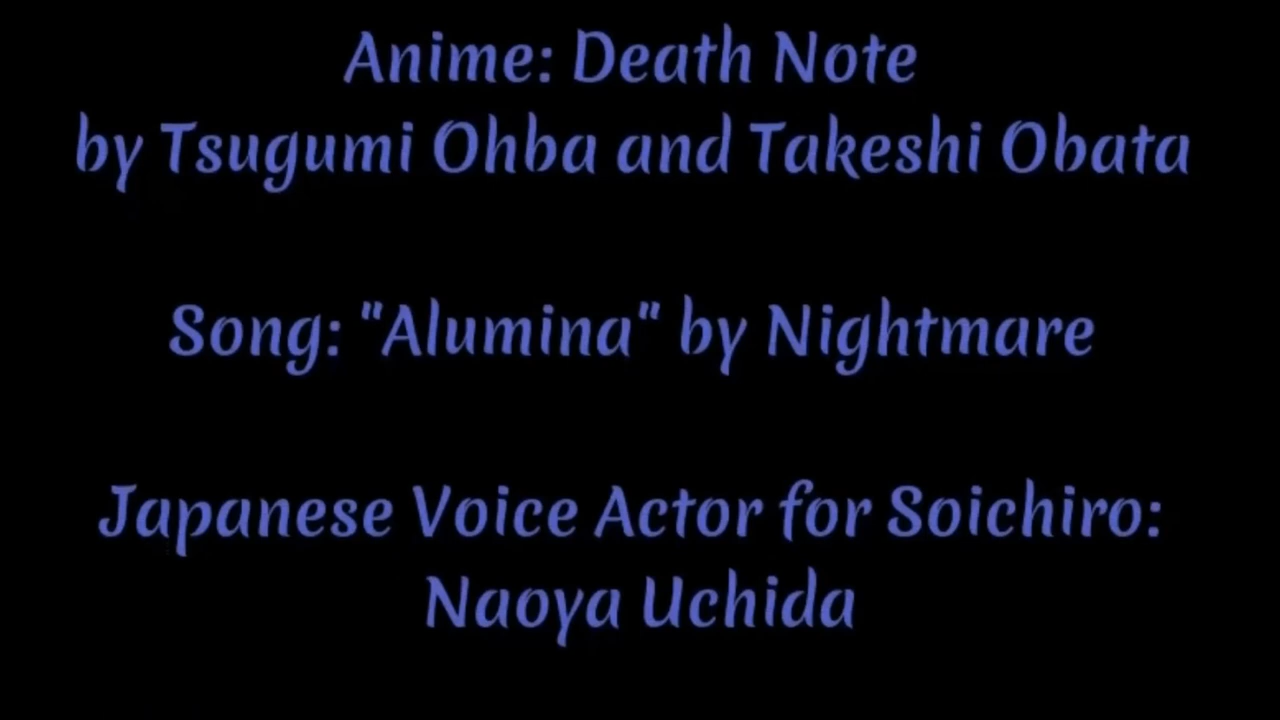 Anime: Death Note
by Tsugumi Ohba and Takeshi Obata
Song: "Alumina" by Nightmare
Japanese Voice Actor for Soichiro:
Naoya Uchida